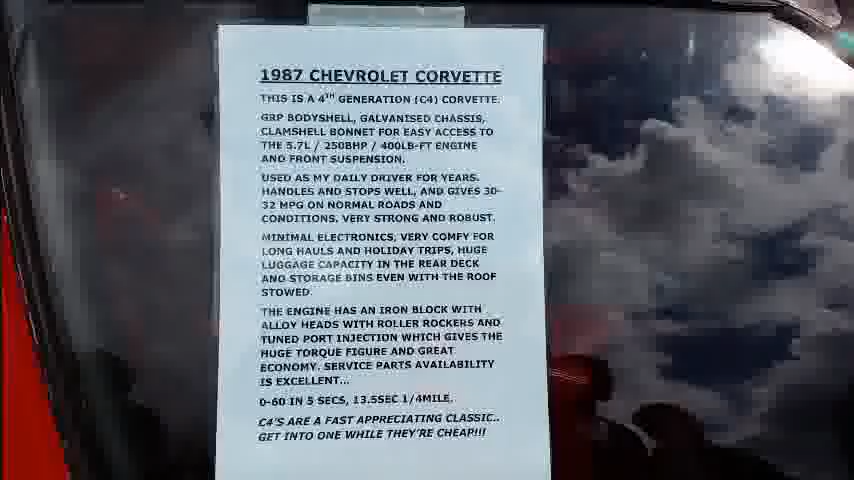 1987 CHEVROLET CORVETTE
THIS IS A 4TH GENERATION (C4) CORVETTE.
GRP BODYSHELL, GALVANISED CHASSIS,
CLAMSHELL BONNET FOR EASY ACCESS TO
THE 5.7L / 250BHP / 400LB-FT ENGINE
AND FRONT SUSPENSION.
USED AS MY DAILY DRIVER FOR YEARS.
HANDLES AND STOPS WELL, AND GIVES 30-
32 MPG ON NORMAL ROADS AND
CONDITIONS. VERY STRONG AND ROBUST.
MINIMAL ELECTRONICS, VERY COMFY FOR
LONG HAULS AND HOLIDAY TRIPS, HUGE
LUGGAGE CAPACITY IN THE REAR DECK
AND STORAGE BINS EVEN WITH THE ROOF
STOWED.
THE ENGINE HAS AN IRON BLOCK WITH
ALLOY HEADS WITH ROLLER ROCKERS AND
TUNED PORT INJECTION WHICH GIVES THE
HUGE TORQUE FIGURE AND GREAT
ECONOMY. SERVICE PARTS AVAILABILITY
IS EXCELLENT...
0-60 IN 5 SECS, 13.5SEC 1/4MILE.
C4'S ARE A FAST APPRECIATING CLASSIC..
GET INTO ONE WHILE THEY'RE CHEAP!!!